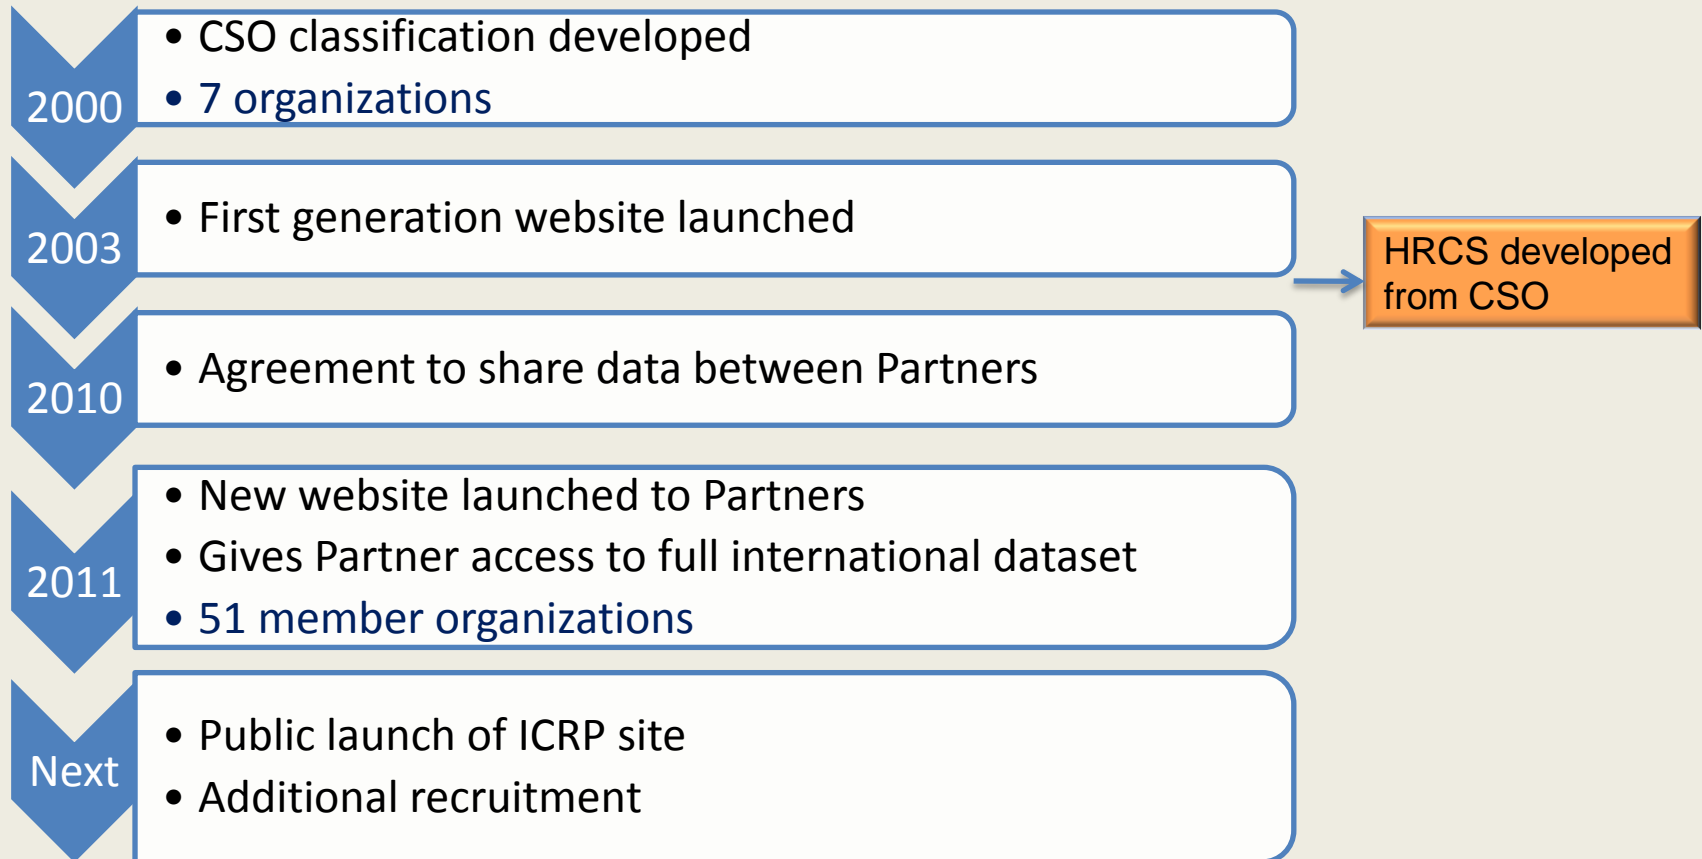 2000
• CSO classification developed
• 7 organizations
2003
• First generation website launched
HRCS developed
from CSO
2010
• Agreement to share data between Partners
2011
• New website launched to Partners
• Gives Partner access to full international dataset
• 51 member organizations
Next
• Public launch of ICRP site
• Additional recruitment